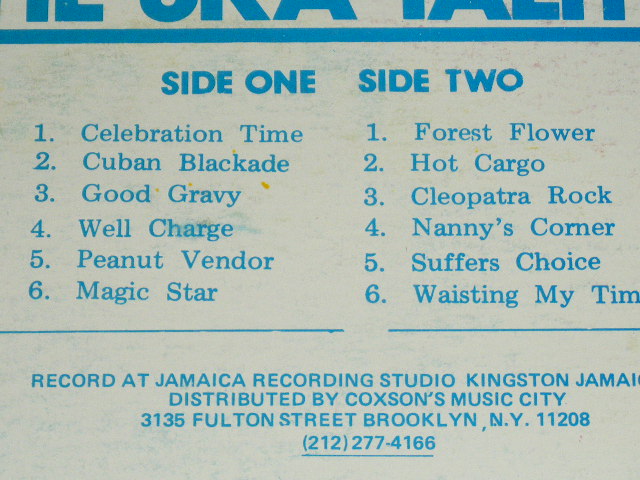 SIDE ONE
1. Celebration Time
2. Cuban Blackade
3. Good Gravy
4. Well Charge
5. Peanut Vendor
6. Magic Star
SIDE TWO
1. Forest Flower
2. Hot Cargo
3. Cleopatra Rock
4. Nanny's Corner
5. Suffers Choice
6. Waisting My Tim
RECORD AT JAMAICA RECORDING STUDIO KINGSTON JAMAIC
DISTRIBUTED BY COXSON'S MUSIC CITY
3135 FULTON STREET BROOKLYN, N.Y. 11208
(212) 277-4166